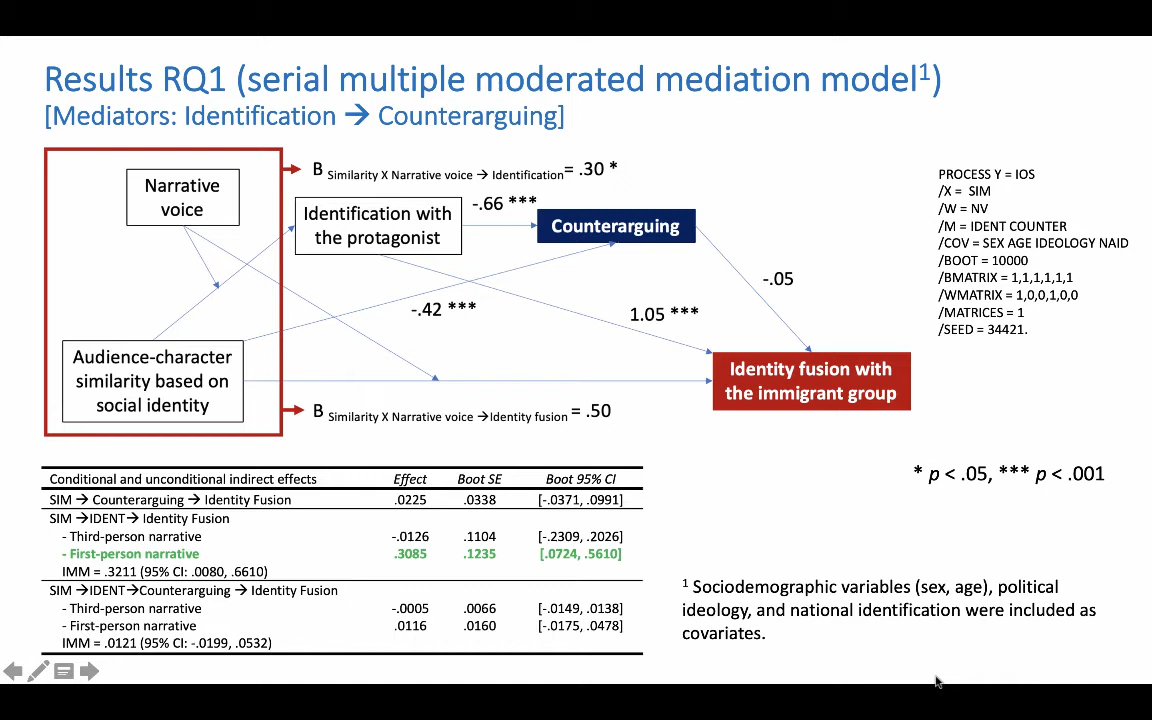 Results RQ1 (serial multiple moderated mediation model¹)
[Mediators: Identification → Counterarguing]
B Similarity X Narrative voice → Identification = .30 *
Narrative
voice
Identification with
the protagonist
-.66 ***
Counterarguing
-.05
-.42 ***
1.05 ***
Audience-character
similarity based on
social identity
Identity fusion with
the immigrant group
B Similarity X Narrative voice →Identity fusion = .50
PROCESS Y = IOS
/X = SIM
/W = NV
/M = IDENT COUNTER
/COV = SEX AGE IDEOLOGY NAID
/BOOT = 10000
/BMATRIX = 1,1,1,1,1,1
/WMATRIX = 1,0,0,1,0,0
/MATRICES = 1
/SEED = 34421.
* p < .05, *** p < .001
Conditional and unconditional indirect effects Effect Boot SE Boot 95% CI
SIM → Counterarguing → Identity Fusion .0225 .0338 [-.0371, .0991]
SIM →IDENT→ Identity Fusion
- Third-person narrative -.0126 .1104 [-.2309, .2026]
- First-person narrative .3085 .1235 [.0724, .5610]
IMM = .3211 (95% CI: .0080, .6610)
SIM →IDENT→Counterarguing → Identity Fusion
- Third-person narrative -.0005 .0066 [-.0149, .0138]
- First-person narrative .0116 .0160 [-.0175, .0478]
IMM = .0121 (95% CI: -.0199, .0532)
¹ Sociodemographic variables (sex, age), political
ideology, and national identification were included as
covariates.